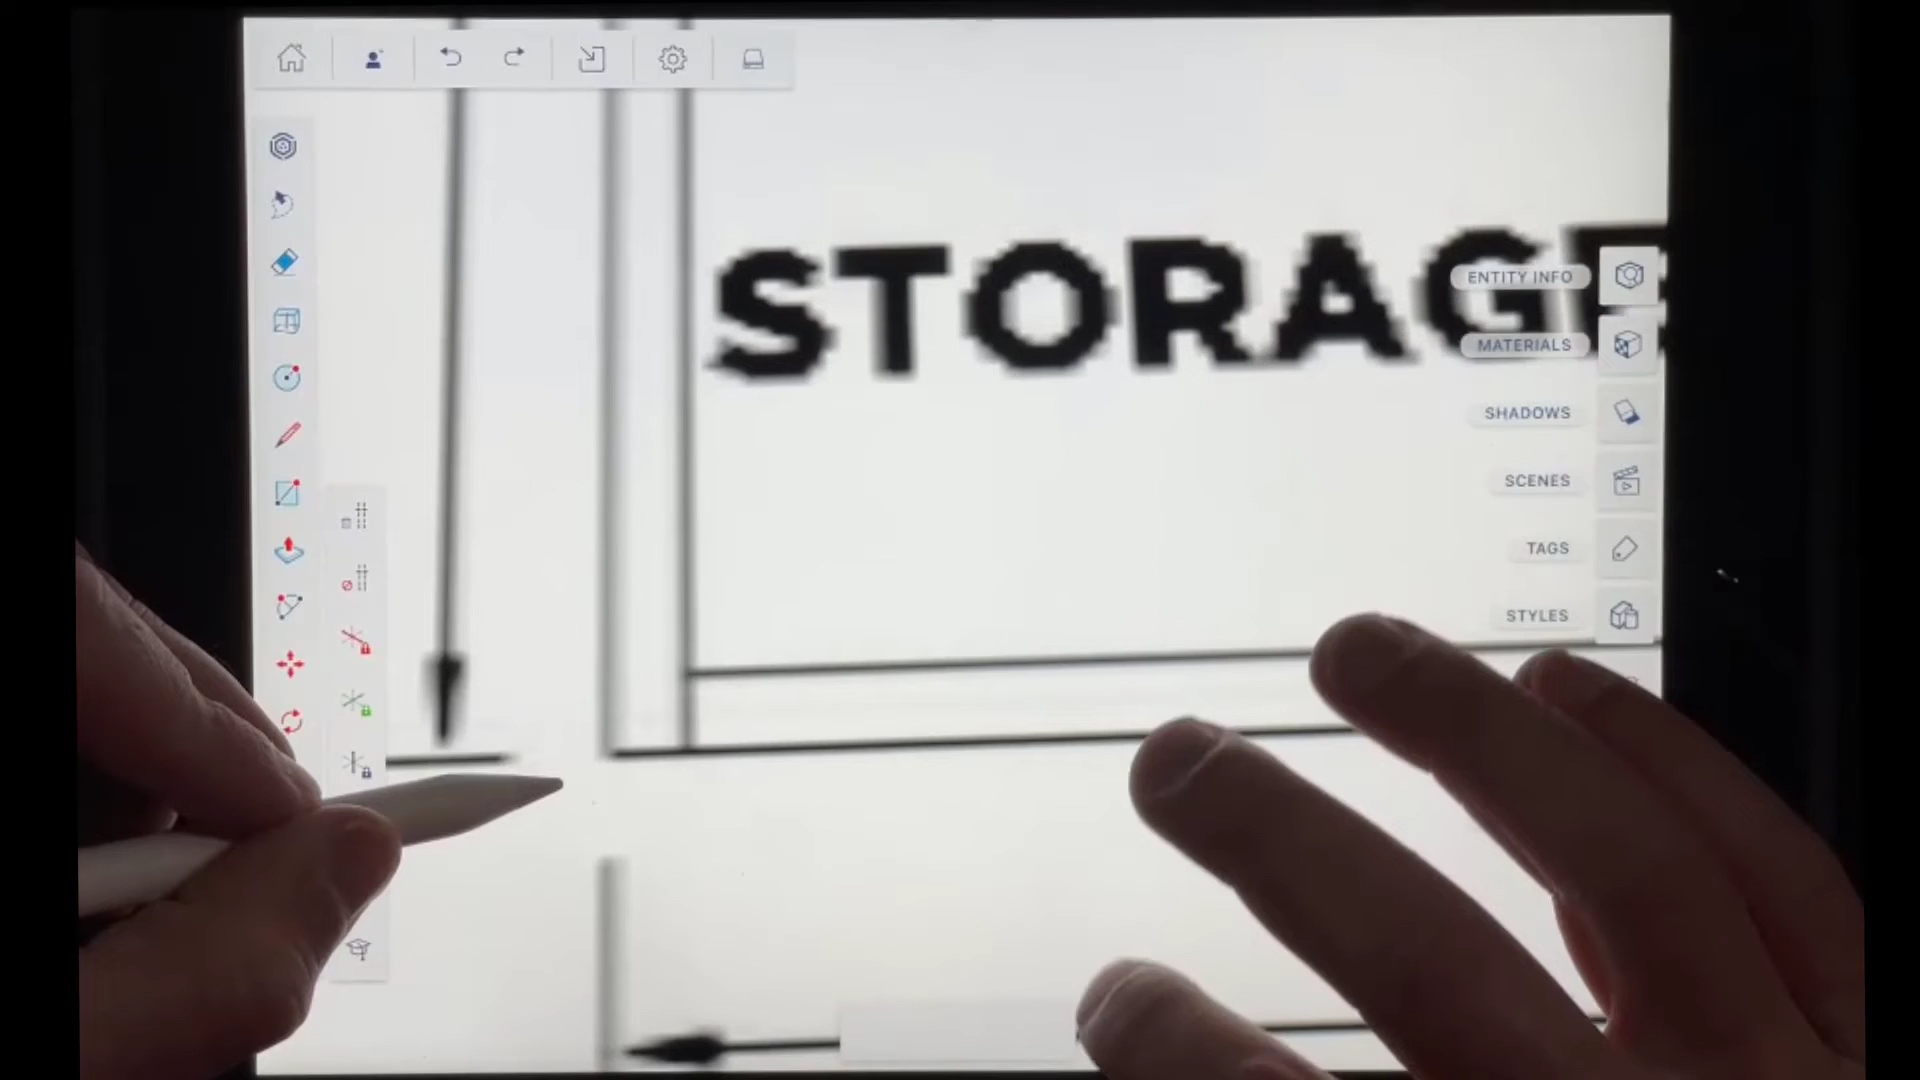 STORAGE
ENTITY INFO
MATERIALS
SHADOWS
SCENES
TAGS
STYLES